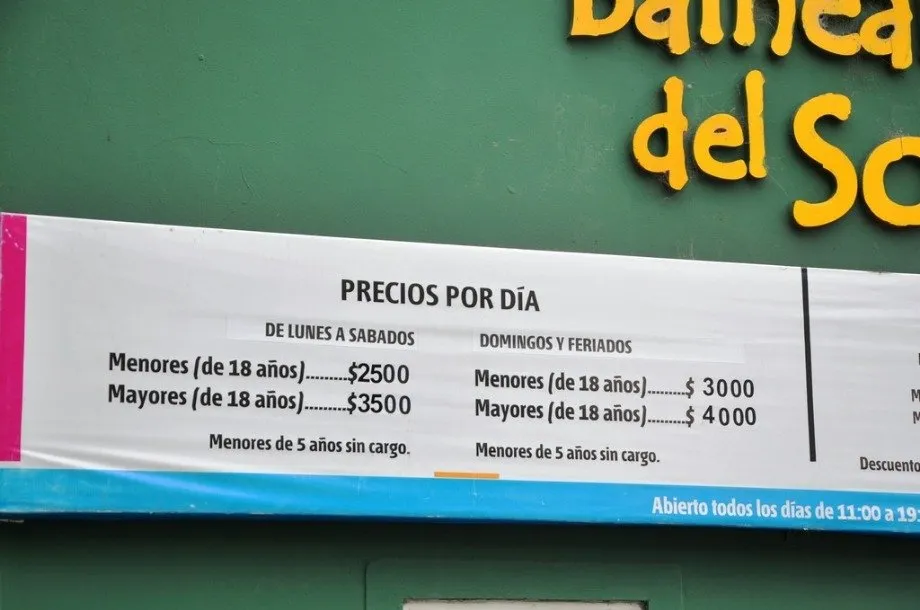 del
PRECIOS POR DÍA
DE LUNES A SABADOS
Menores (de 18 años).........$2500
Mayores (de 18 años).........$3500
Menores de 5 años sin cargo.
DOMINGOS Y FERIADOS
Menores (de 18 años)........$ 3000
Mayores (de 18 años)........$ 4000
Menores de 5 años sin cargo.
Descuento
Abierto todos los días de 11:00 a 19: